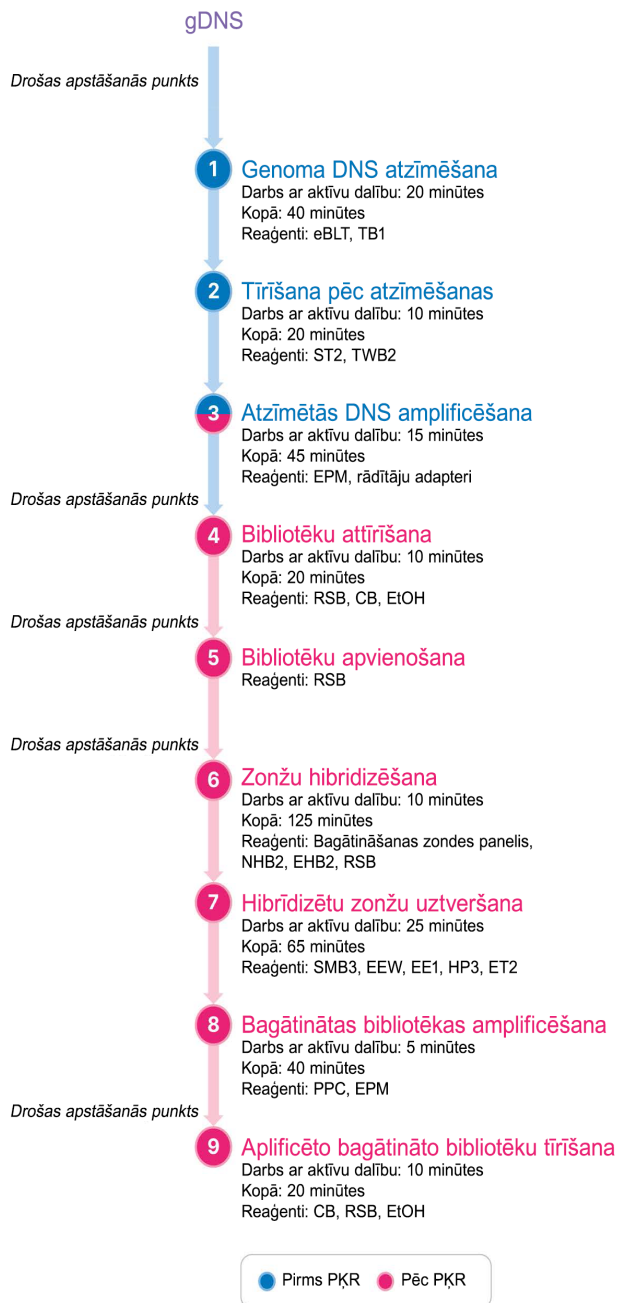 gDNS
Drošas apstāšanās punkts
1 Genoma DNS atzīmēšana
Darbs ar aktīvu dalību: 20 minūtes
Kopā: 40 minūtes
Reaģenti: eBLT, TB1
2 Tīrīšana pēc atzīmēšanas
Darbs ar aktīvu dalību: 10 minūtes
Kopā: 20 minūtes
Reaģenti: ST2, TWB2
3 Atzīmētās DNS amplificēšana
Darbs ar aktīvu dalību: 15 minūtes
Kopā: 45 minūtes
Reaģenti: EPM, rādītāju adapteri
Drošas apstāšanās punkts
4 Bibliotēku attīrīšana
Darbs ar aktīvu dalību: 10 minūtes
Kopā: 20 minūtes
Reaģenti: RSB, CB, EtOH
Drošas apstāšanās punkts
5 Bibliotēku apvienošana
Reaģenti: RSB
Drošas apstāšanās punkts
6 Zonžu hibridizēšana
Darbs ar aktīvu dalību: 10 minūtes
Kopā: 125 minūtes
Reaģenti: Bagātināšanas zondes panelis,
NHB2, EHB2, RSB
7 Hibrīdizētu zonžu uztveršana
Darbs ar aktīvu dalību: 25 minūtes
Kopā: 65 minūtes
Reaģenti: SMB3, EEW, EE1, HP3, ET2
8 Bagātinātas bibliotēkas amplificēšana
Darbs ar aktīvu dalību: 5 minūtes
Kopā: 40 minūtes
Reaģenti: PPC, EPM
Drošas apstāšanās punkts
9 Aplificēto bagātināto bibliotēku tīrīšana
Darbs ar aktīvu dalību: 10 minūtes
Kopā: 20 minūtes
Reaģenti: CB, RSB, EtOH
Pirms PĶR Pēc PĶR